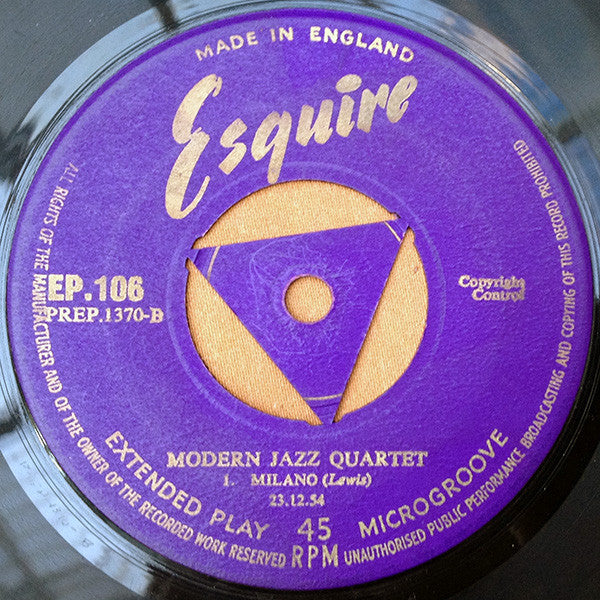 MADE IN ENGLAND
Esquire
EP.106
PREP.1370-B
Copyright
Control
MODERN JAZZ QUARTET
1. MILANO (Lewis)
23.12.54
EXTENDED PLAY 45 MICROGROOVE
RPM
ALL RIGHTS OF THE MANUFACTURER AND OF THE OWNER OF THE RECORDED WORK RESERVED UNAUTHORISED PUBLIC PERFORMANCE BROADCASTING AND COPYING OF THIS RECORD PROHIBITED